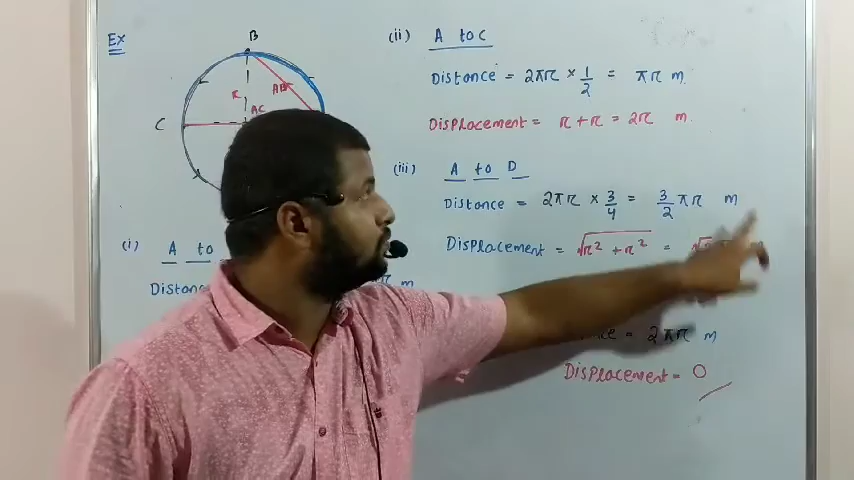 Ex
B
r
AB
AC
C
(i) A to
Distanc
r m
(ii) A to C
Distance = 2πr × 1/2 = πr m
Displacement = r + r = 2r m
(iii) A to D
Distance = 2πr × 3/4 = 3/2 πr m
Displacement = √r² + r² =
= 2πr m
Displacement = 0